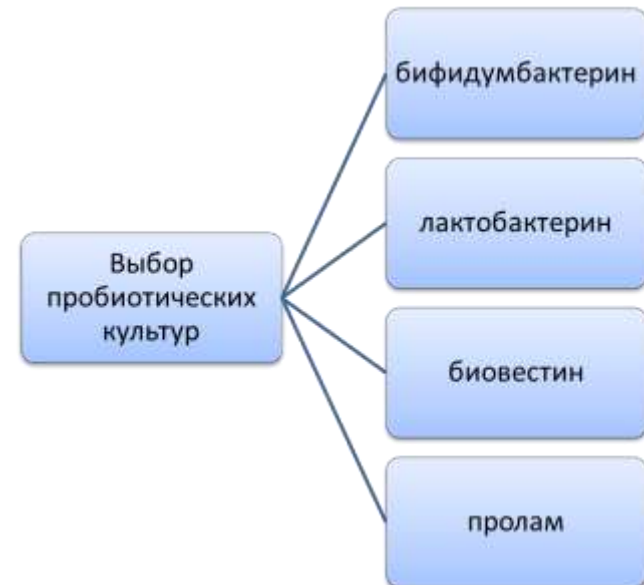 Выбор
пробиотических
культур
бифидумбактерин
лактобактерин
биовестин
пролам